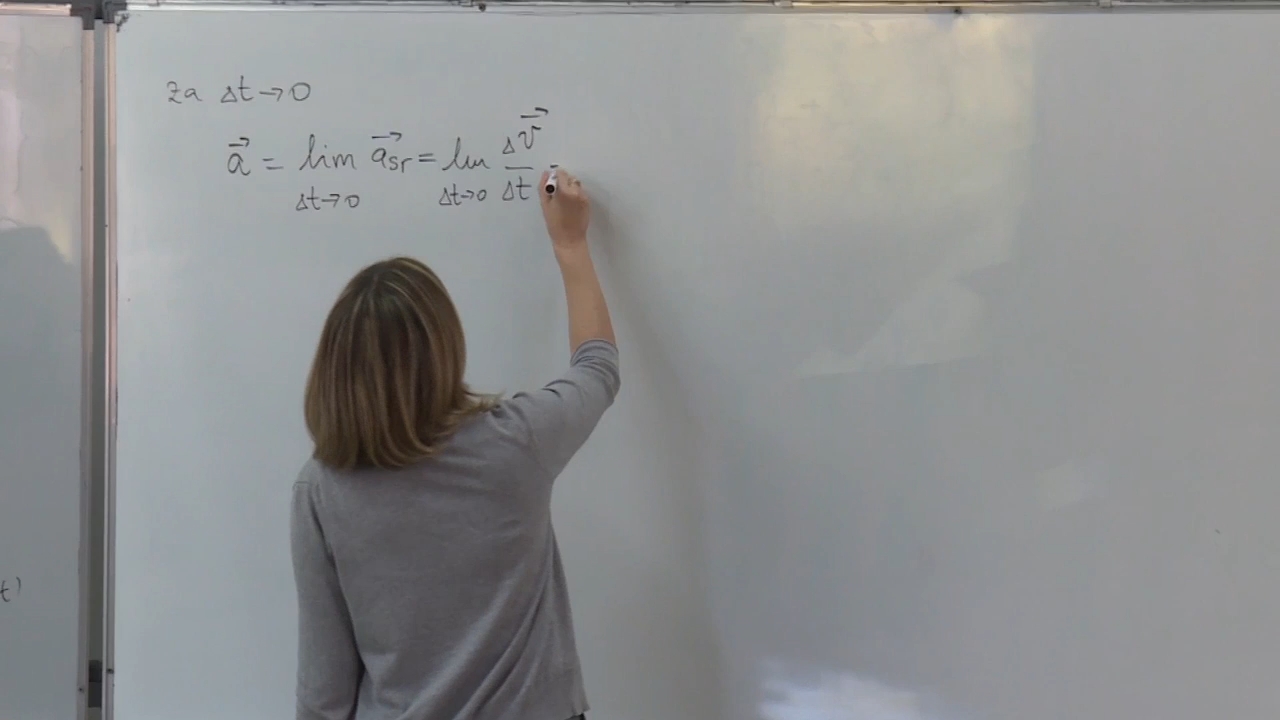 za Δt→0
a⃗ = lim a⃗sr = lim Δv⃗/Δt
Δt→0 Δt→0
t)